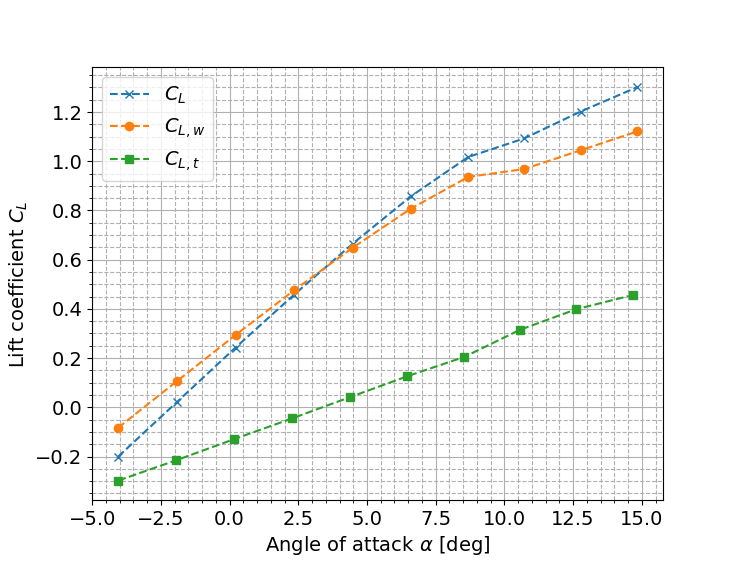 C_L
C_{L, w}
C_{L, t}
1.2
1.0
0.8
0.6
0.4
0.2
0.0
−0.2
Lift coefficient C_L
−5.0 −2.5 0.0 2.5 5.0 7.5 10.0 12.5 15.0
Angle of attack α [deg]